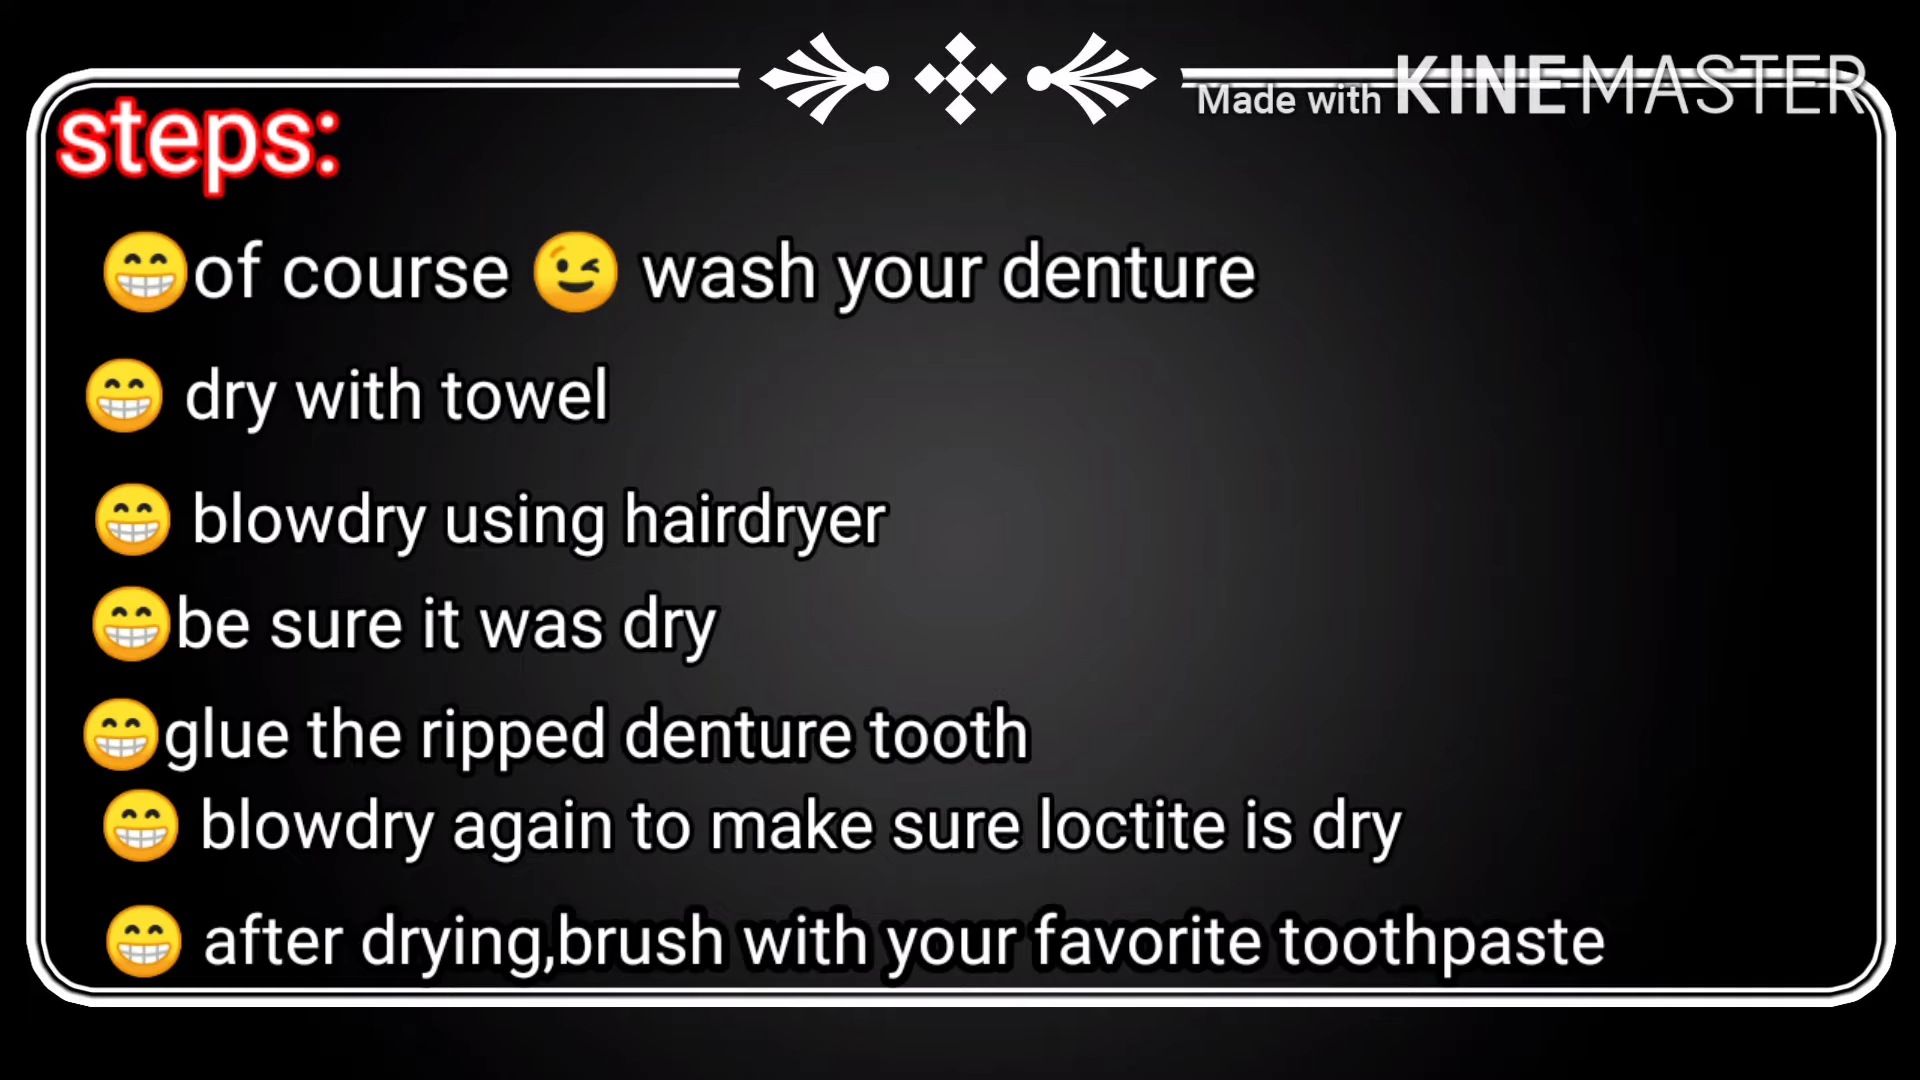 Made with KINEMASTER
steps:
😁of course 😉 wash your denture
😁 dry with towel
😁 blowdry using hairdryer
😁be sure it was dry
😁glue the ripped denture tooth
😁 blowdry again to make sure loctite is dry
😁 after drying,brush with your favorite toothpaste